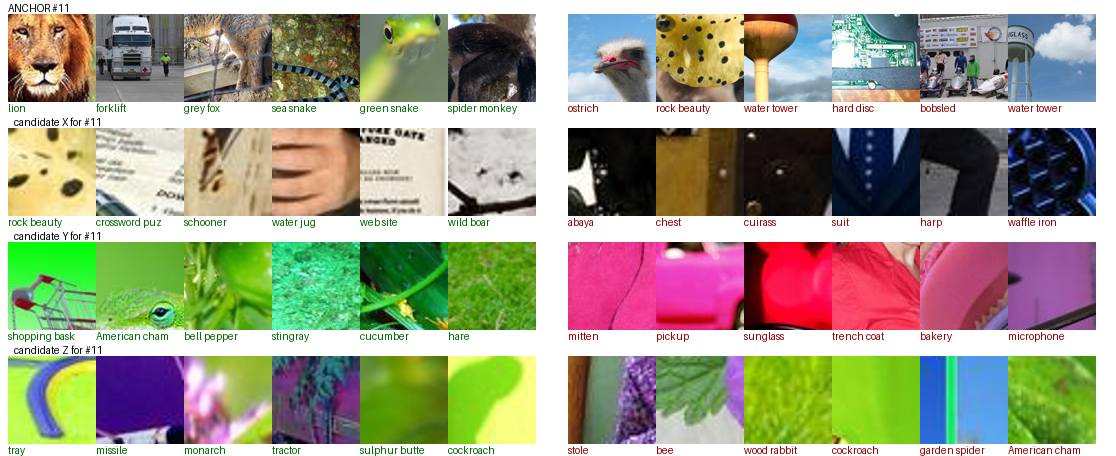 ANCHOR #11
lion forklift grey fox sea snake green snake spider monkey ostrich rock beauty water tower hard disc bobsled water tower
candidate X for #11
rock beauty crossword puz schooner water jug web site wild boar abaya chest cuirass suit harp waffle iron
candidate Y for #11
shopping bask American cham bell pepper stingray cucumber hare mitten pickup sunglass trench coat bakery microphone
candidate Z for #11
tray missile monarch tractor sulphur butte cockroach stole bee wood rabbit cockroach garden spider American cham